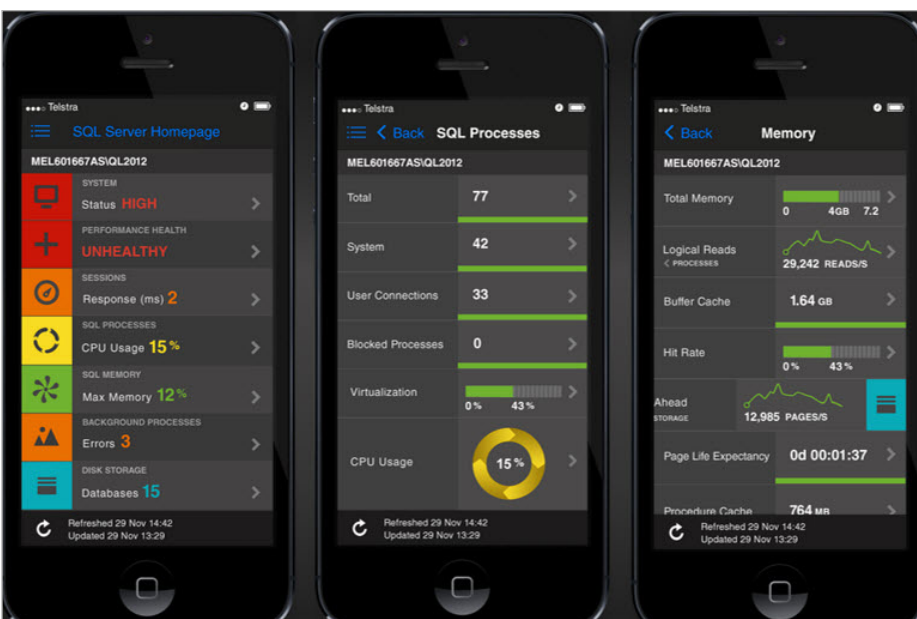 Telstra
SQL Server Homepage
MEL601667AS\QL2012
SYSTEM
Status HIGH
PERFORMANCE HEALTH
UNHEALTHY
SESSIONS
Response (ms) 2
SQL PROCESSES
CPU Usage 15%
SQL MEMORY
Max Memory 12%
BACKGROUND PROCESSES
Errors 3
DISK STORAGE
Databases 15
Refreshed 29 Nov 14:42
Updated 29 Nov 13:29
Telstra
Back SQL Processes
MEL601667AS\QL2012
Total 77
System 42
User Connections 33
Blocked Processes 0
Virtualization
0% 43%
CPU Usage 15%
Refreshed 29 Nov 14:42
Updated 29 Nov 13:29
Telstra
Back Memory
MEL601667AS\QL2012
Total Memory
0 4GB 7.2
Logical Reads
< PROCESSES
29,242 READS/S
Buffer Cache 1.64 GB
Hit Rate
0% 43%
Ahead
STORAGE
12,985 PAGES/S
Page Life Expectancy 0d 00:01:37
Procedure Cache 764 MB
Refreshed 29 Nov 14:42
Updated 29 Nov 13:29